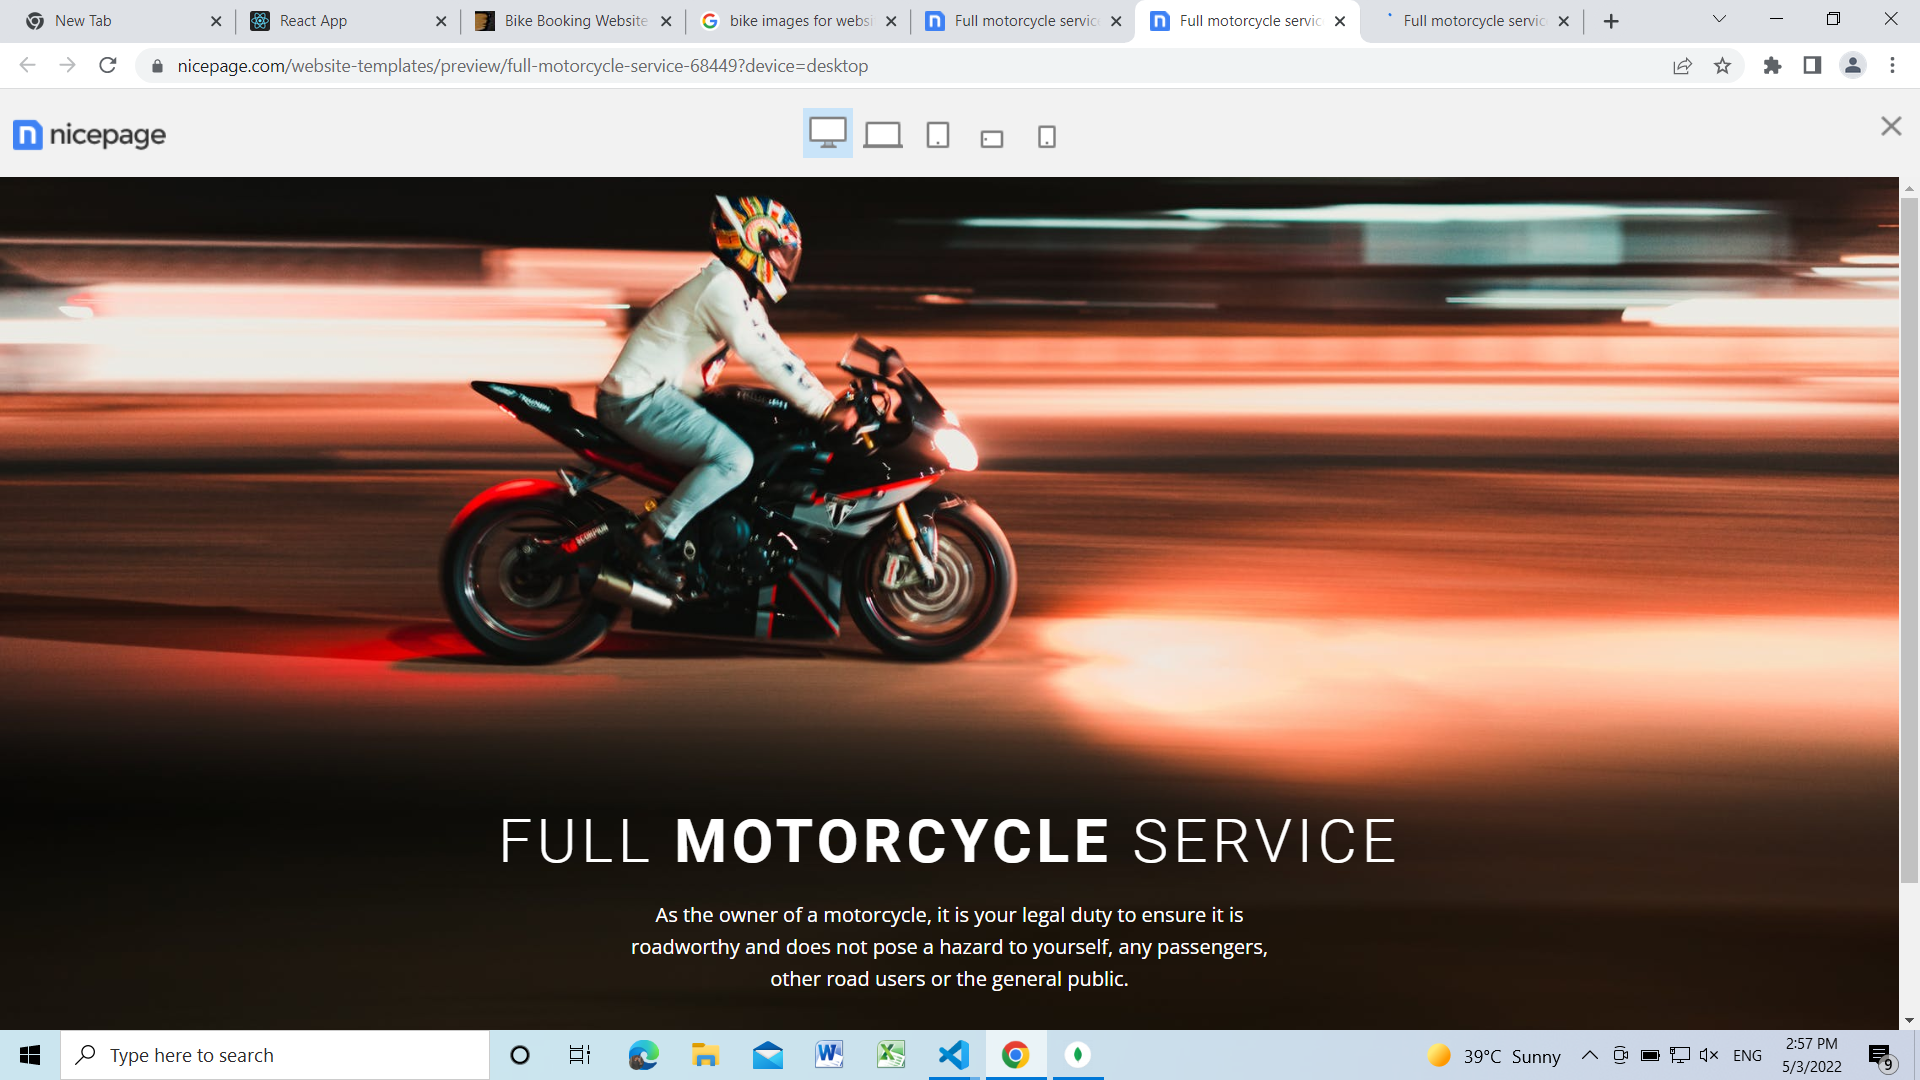 New Tab
React App
Bike Booking Website
bike images for websi
Full motorcycle servic
Full motorcycle servic
Full motorcycle servic
nicepage.com/website-templates/preview/full-motorcycle-service-68449?device=desktop
nicepage
SCORPION
FULL MOTORCYCLE SERVICE
As the owner of a motorcycle, it is your legal duty to ensure it is
roadworthy and does not pose a hazard to yourself, any passengers,
other road users or the general public.
Type here to search
39°C Sunny
ENG
2:57 PM
5/3/2022
9